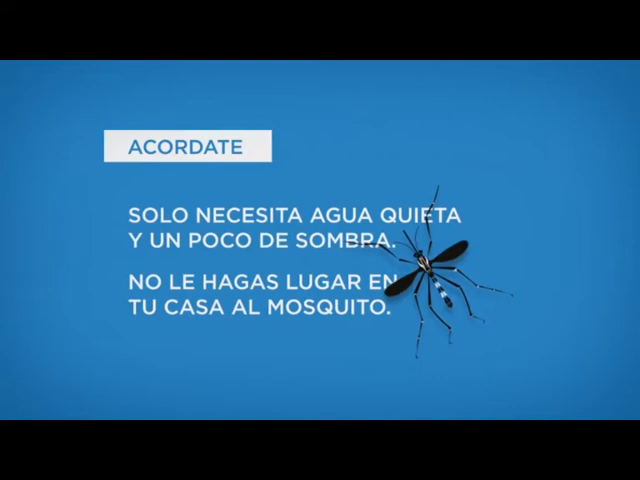 ACORDATE
SOLO NECESITA AGUA QUIETA
Y UN POCO DE SOMBRA.
NO LE HAGAS LUGAR EN
TU CASA AL MOSQUITO.